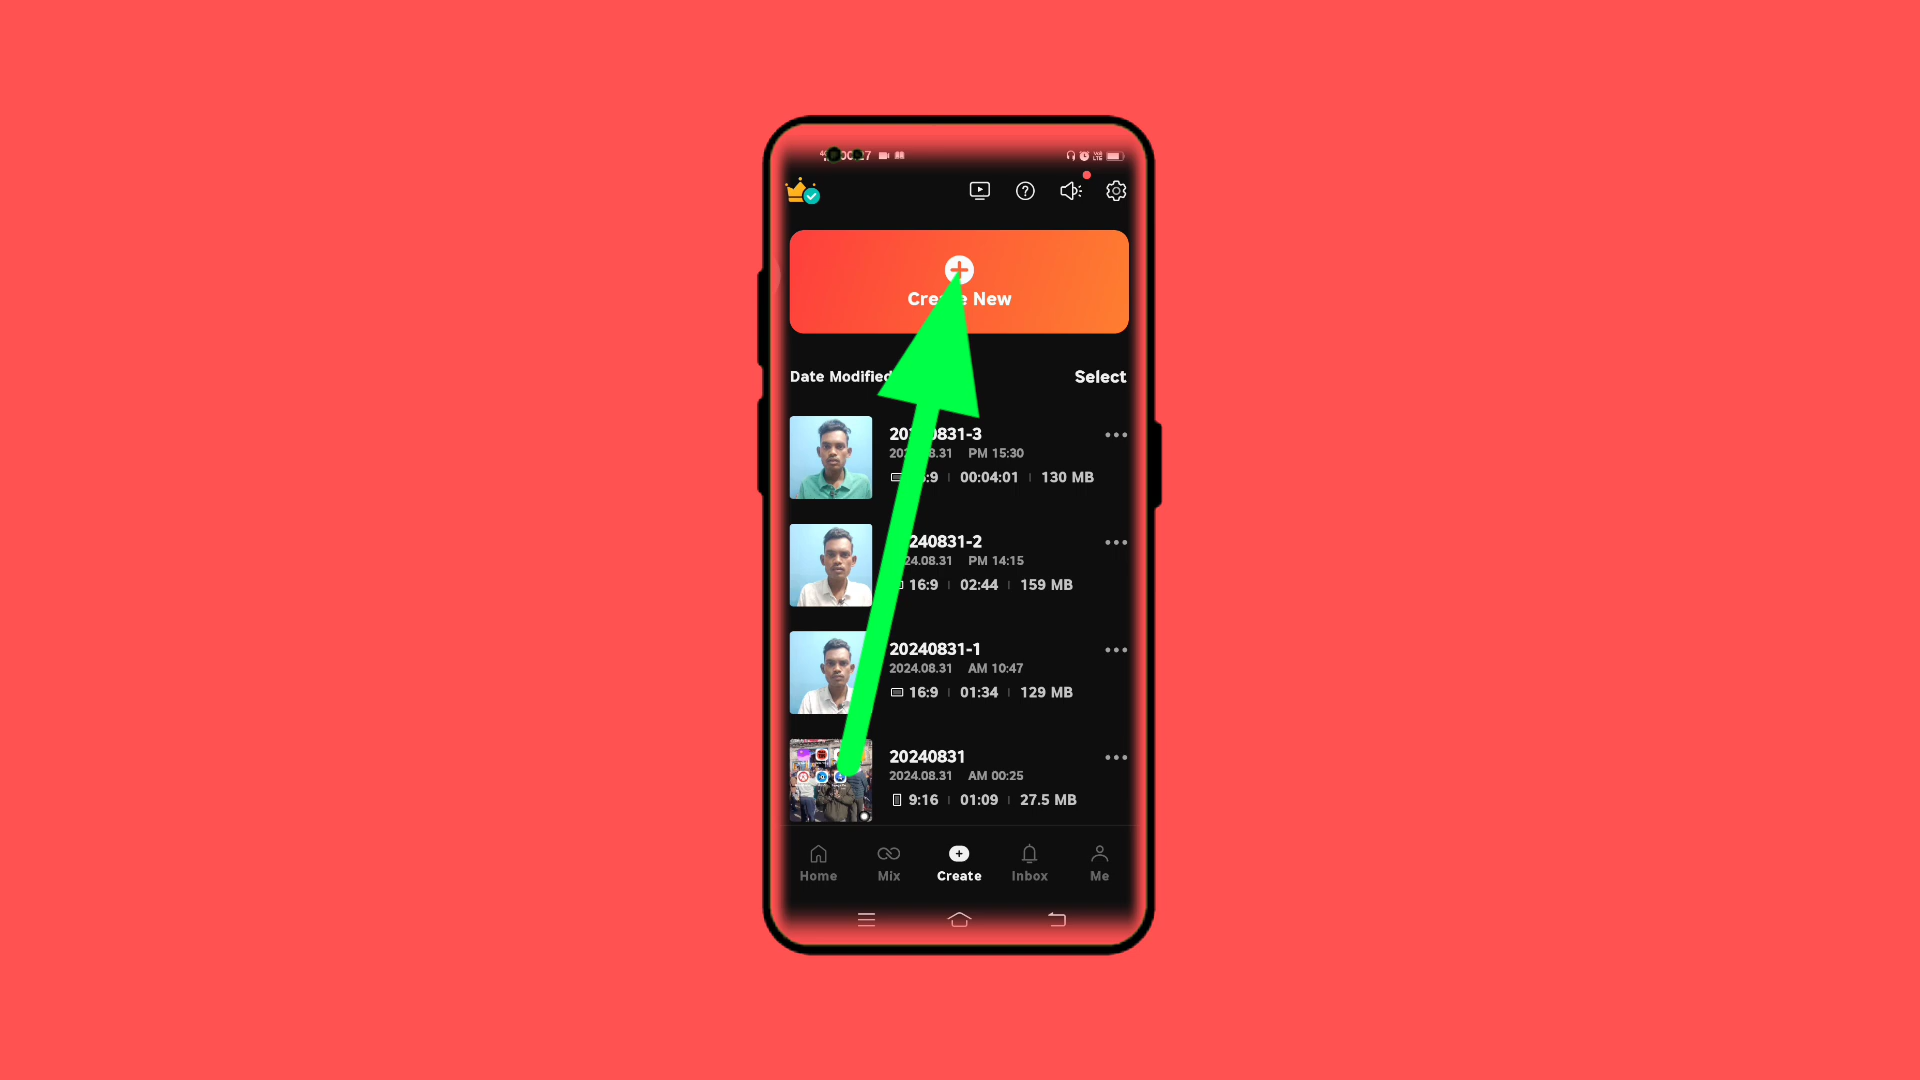 Create New
Date Modified
Select
20240831-3
2024.08.31 PM 15:30
16:9 00:04:01 130 MB
20240831-2
2024.08.31 PM 14:15
16:9 02:44 159 MB
20240831-1
2024.08.31 AM 10:47
16:9 01:34 129 MB
20240831
2024.08.31 AM 00:25
9:16 01:09 27.5 MB
Home Mix Create Inbox Me